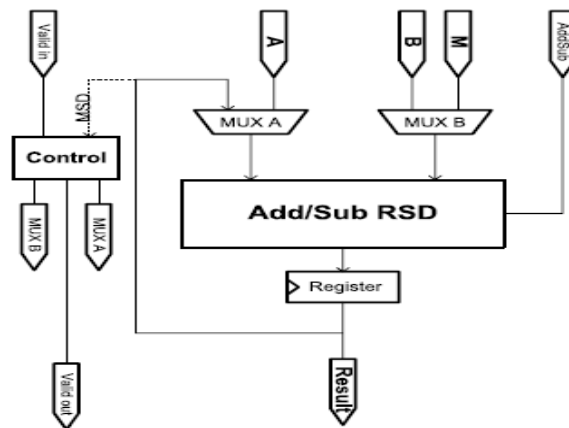 Valid in
A
B
M
AddSub
MSD
MUX A
MUX B
Control
Add/Sub RSD
MUX B
MUX A
Register
Valid out
Result